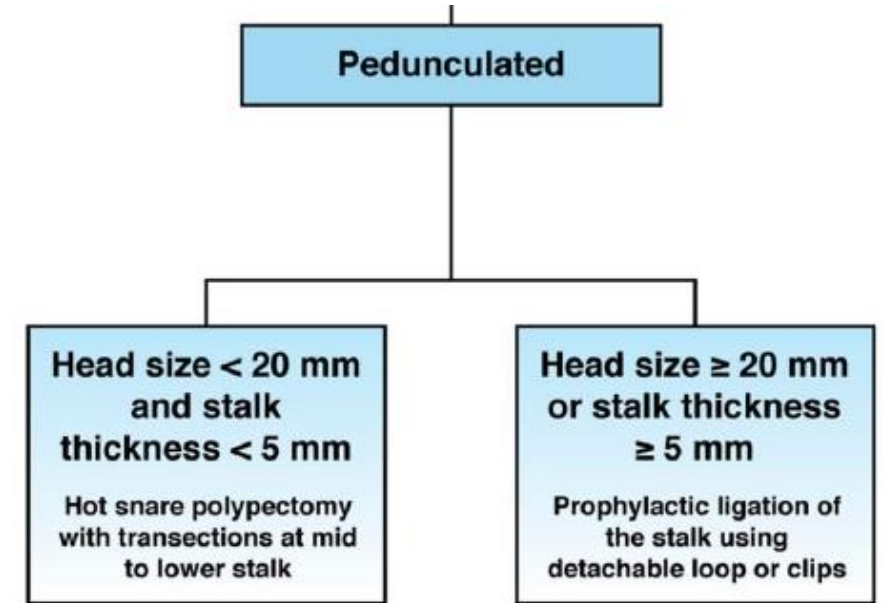 Pedunculated
Head size < 20 mm
and stalk
thickness < 5 mm
Hot snare polypectomy
with transections at mid
to lower stalk
Head size ≥ 20 mm
or stalk thickness
≥ 5 mm
Prophylactic ligation of
the stalk using
detachable loop or clips